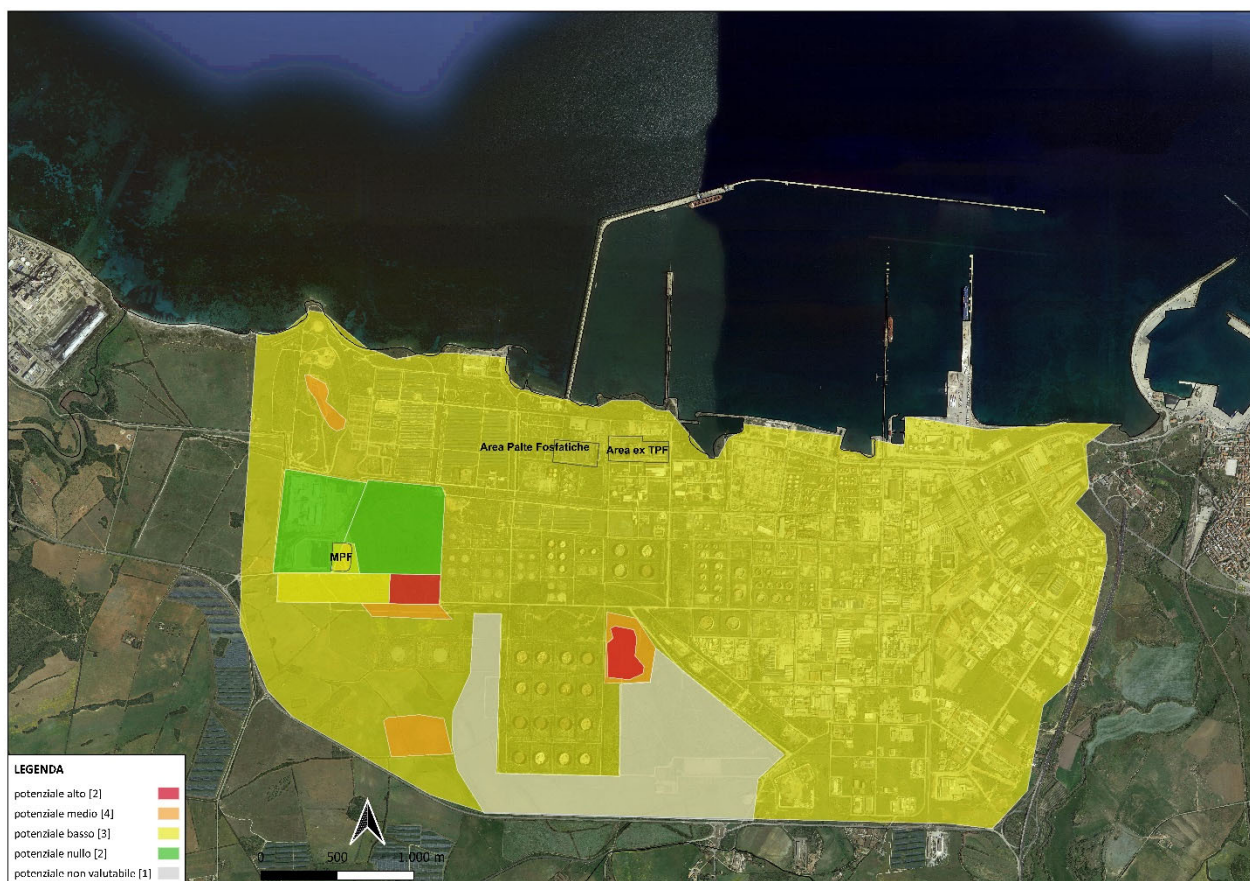 Area Palte Fosfatiche
Area ex TPF
MPF
LEGENDA
potenziale alto [2]
potenziale medio [4]
potenziale basso [3]
potenziale nullo [2]
potenziale non valutabile [1]
0 500 1.000 m